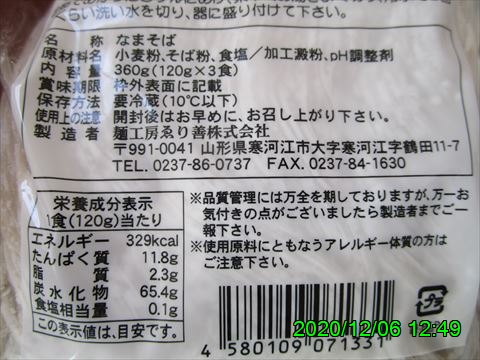 らい洗い水を切り、器に盛り付けて下さい。
名称 なまそば
原材料名 小麦粉、そば粉、食塩／加工澱粉、pH調整剤
内容量 360g(120g×3食)
賞味期限 枠外表面に記載
保存方法 要冷蔵(10℃以下)
使用上の注意 開封後はお早めに、お召し上がり下さい。
製造者 麺工房ゑり善株式会社
〒991-0041 山形県寒河江市大字寒河江字鶴田11-7
TEL. 0237-86-0737 FAX. 0237-84-1630
栄養成分表示
1食(120g)当たり
エネルギー 329kcal
たんぱく質 11.8g
脂質 2.3g
炭水化物 65.4g
食塩相当量 0.1g
この表示値は、目安です。
※品質管理には万全を期しておりますが、万一お
気付きの点がございましたら製造者までご一
報下さい。
※使用原料にともなうアレルギー体質の方は
ご注意下さい。
プラ
4 580109 071331
2020/12/06 12:49